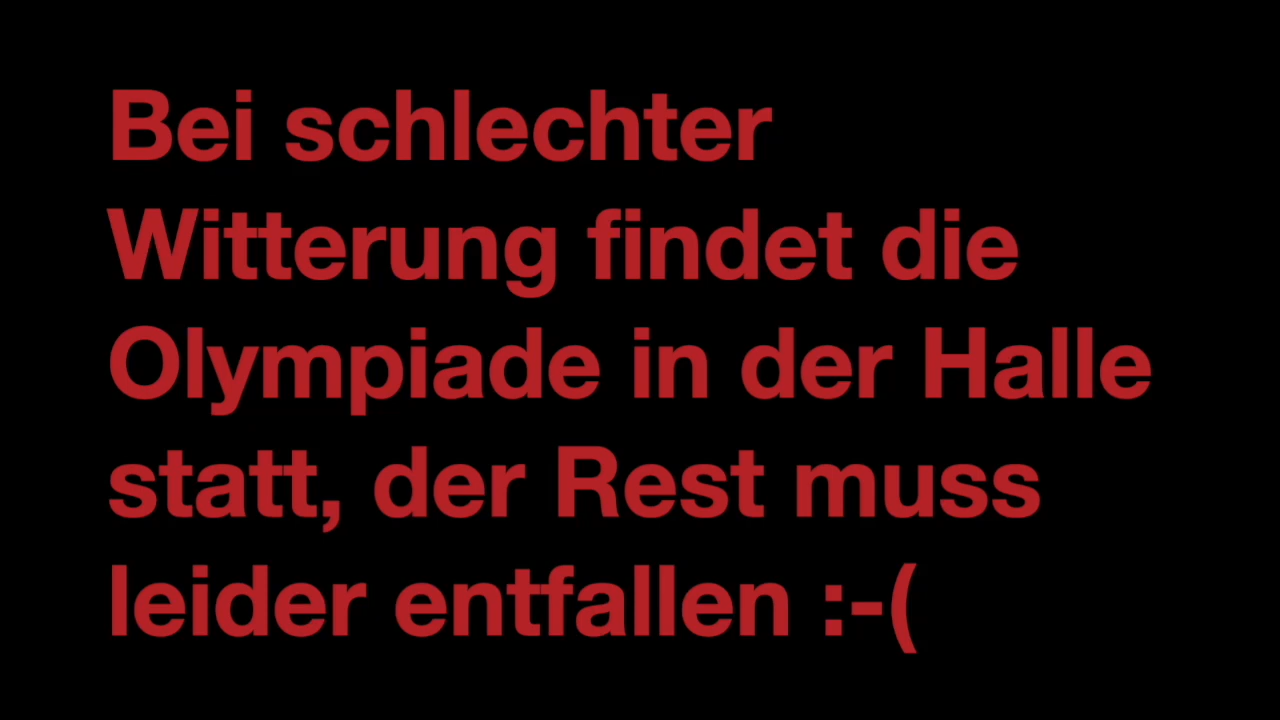 Bei schlechter
Witterung findet die
Olympiade in der Halle
statt, der Rest muss
leider entfallen :-(